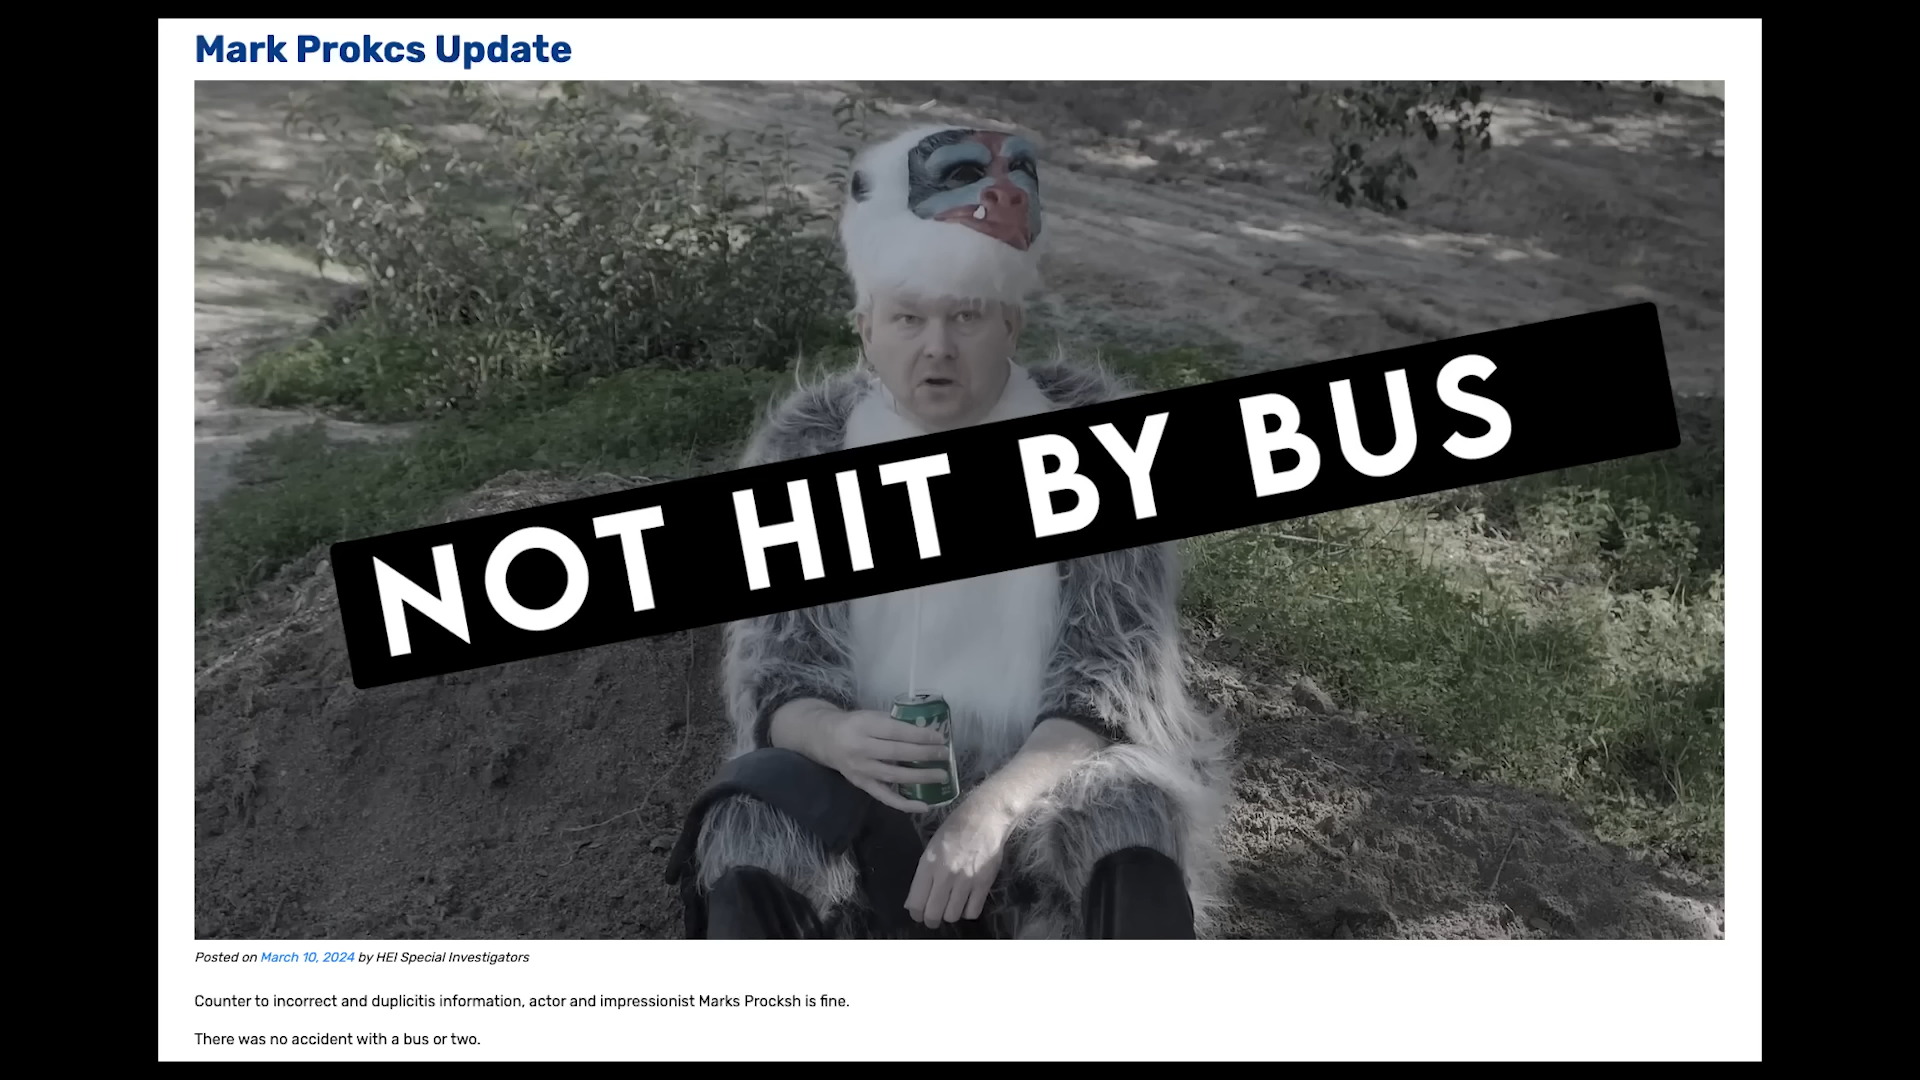 Mark Prokcs Update
NOT HIT BY BUS
Posted on March 10, 2024 by HEI Special Investigators
Counter to incorrect and duplicitis information, actor and impressionist Marks Procksh is fine.
There was no accident with a bus or two.